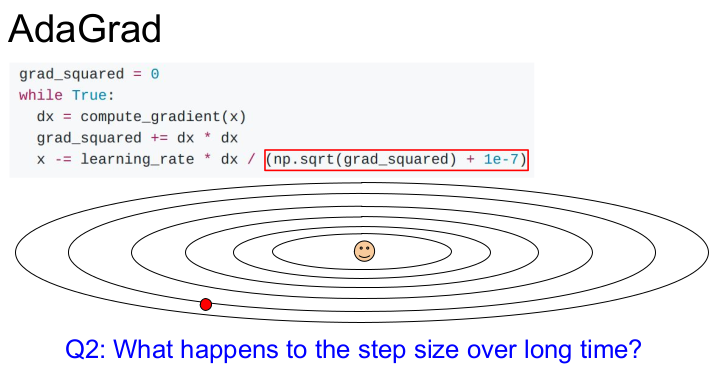 AdaGrad
grad_squared = 0
while True:
  dx = compute_gradient(x)
  grad_squared += dx * dx
  x -= learning_rate * dx / (np.sqrt(grad_squared) + 1e-7)
Q2: What happens to the step size over long time?